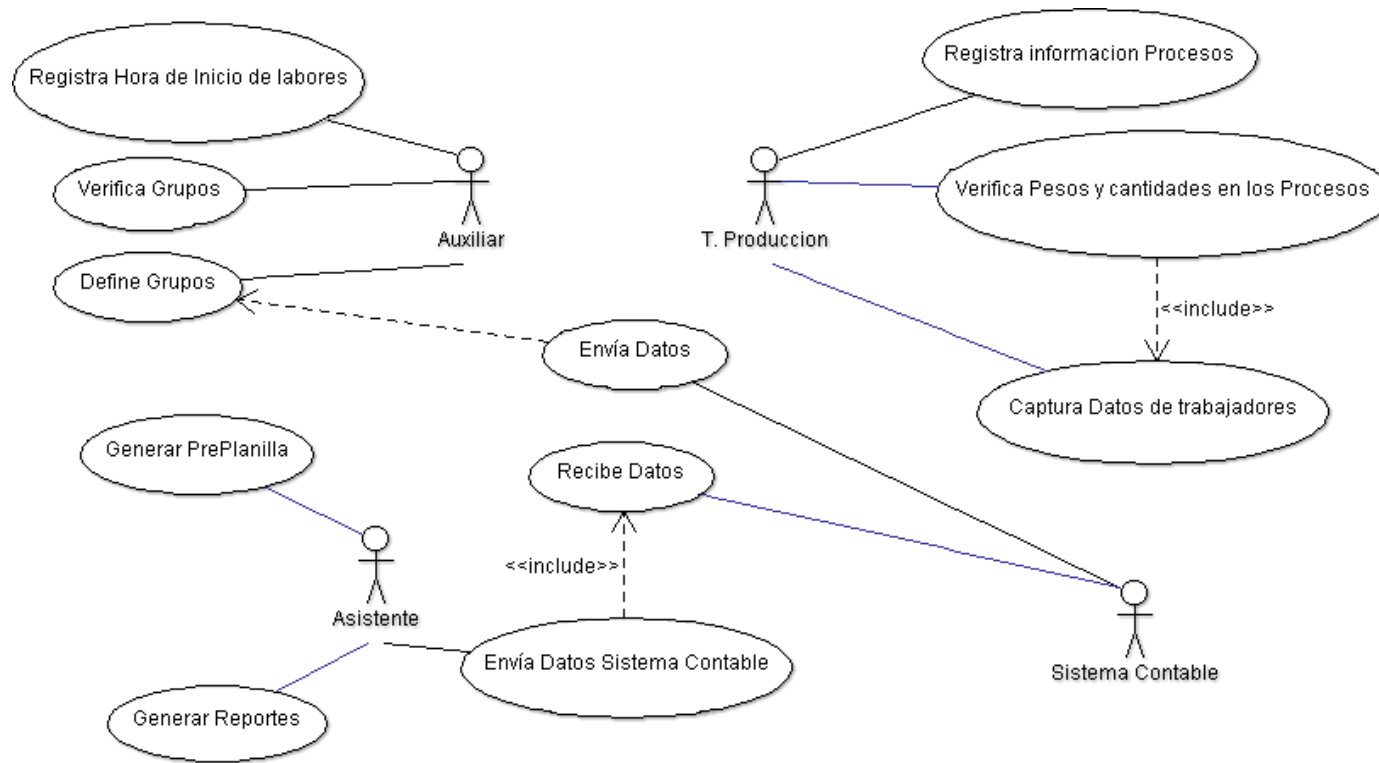 Registra informacion Procesos
Registra Hora de Inicio de labores
Verifica Grupos
Verifica Pesos y cantidades en los Procesos
Auxiliar
T. Produccion
Define Grupos
<<include>>
Envía Datos
Captura Datos de trabajadores
Generar PrePlanilla
Recibe Datos
<<include>>
Asistente
Envía Datos Sistema Contable
Sistema Contable
Generar Reportes